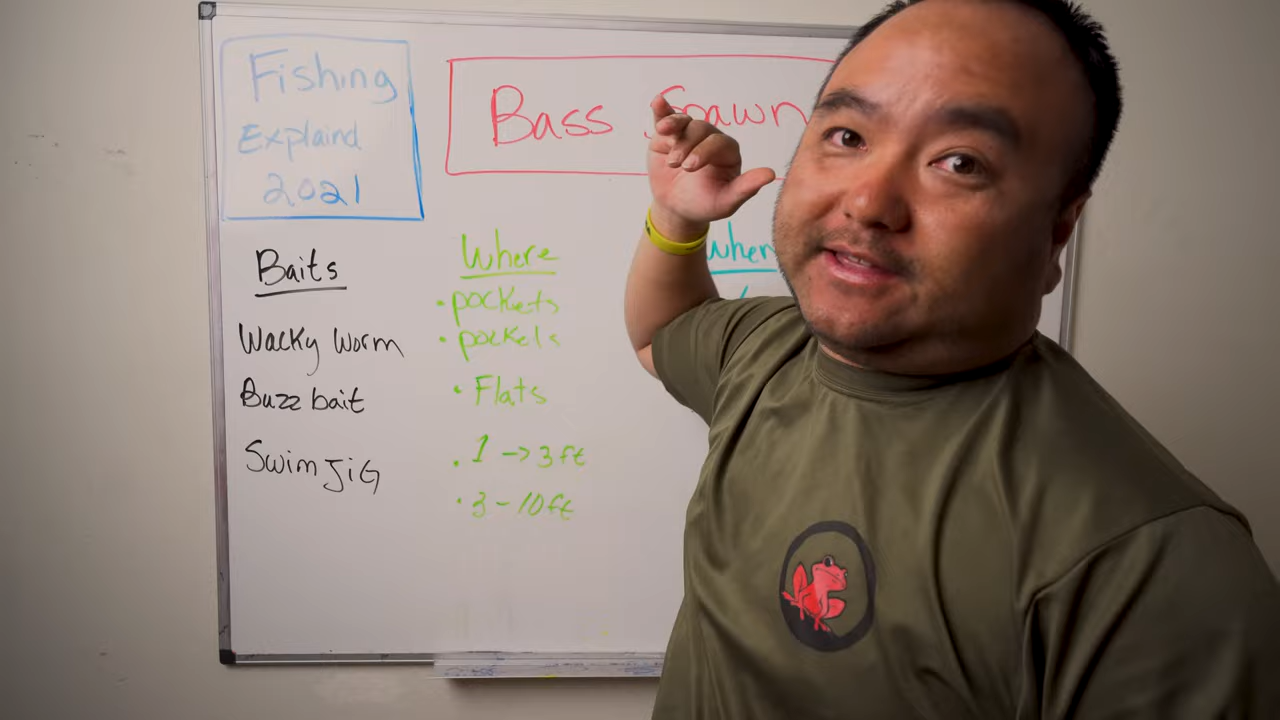 Fishing
Explaind
2021
Bass Spawn
Baits
Wacky Worm
Buzz bait
Swim JiG
Where
• pockets
• pockets
• Flats
• 1 -> 3 ft
• 3 - 10 ft
When